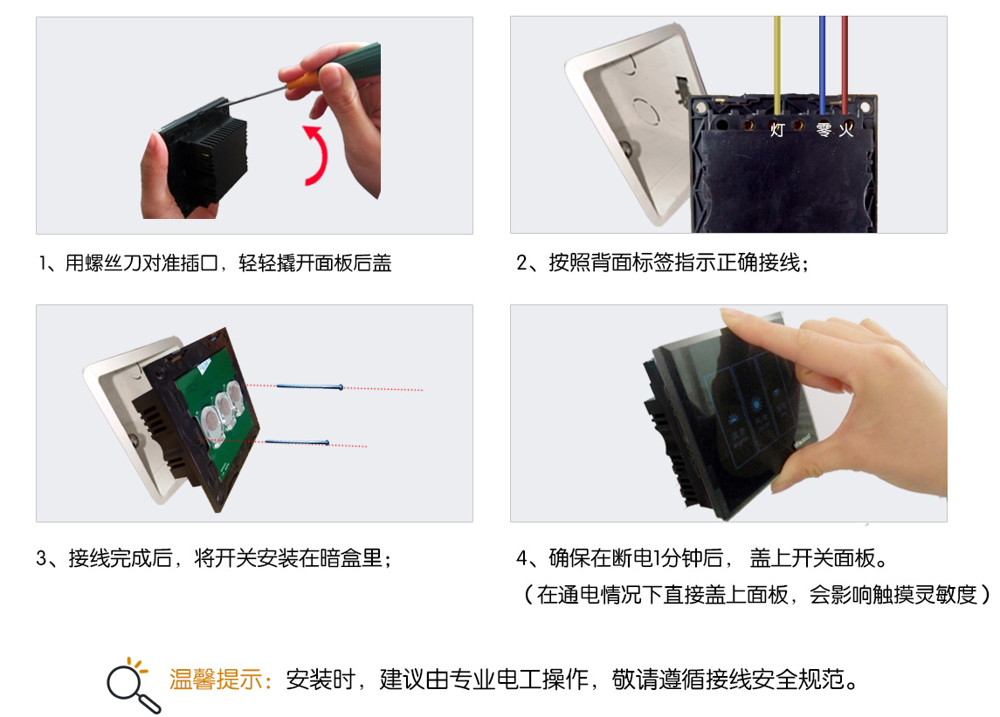 灯 零 火
1、用螺丝刀对准插口，轻轻撬开面板后盖
2、按照背面标签指示正确接线；
3、接线完成后，将开关安装在暗盒里；
4、确保在断电1分钟后， 盖上开关面板。
（在通电情况下直接盖上面板，会影响触摸灵敏度）
温馨提示：安装时，建议由专业电工操作，敬请遵循接线安全规范。